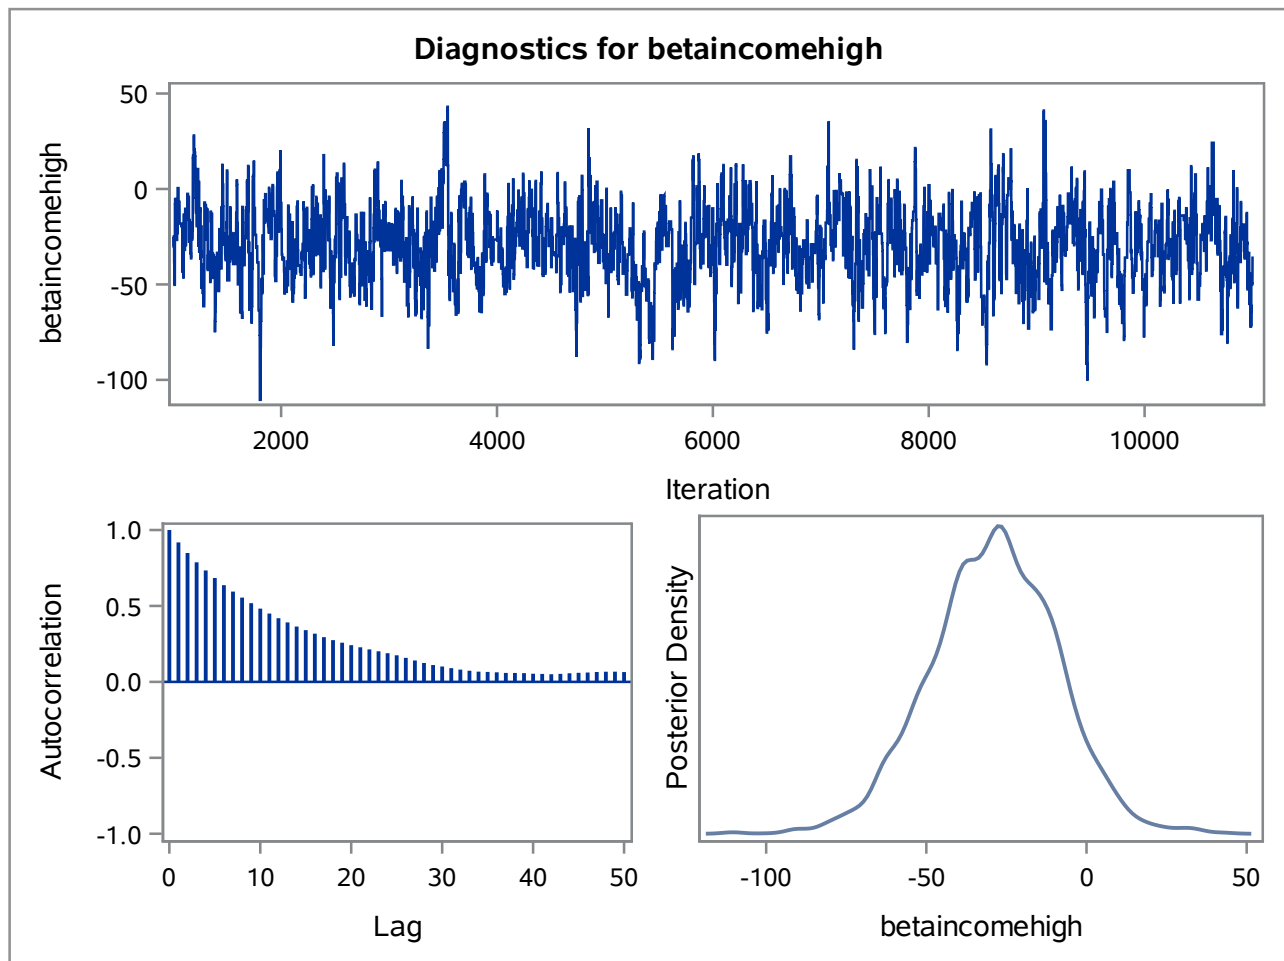 Diagnostics for betaincomehigh
50
0
-50
-100
betaincomehigh
2000 4000 6000 8000 10000
Iteration
1.0
0.5
0.0
-0.5
-1.0
Autocorrelation
0 10 20 30 40 50
Lag
Posterior Density
-100 -50 0 50
betaincomehigh